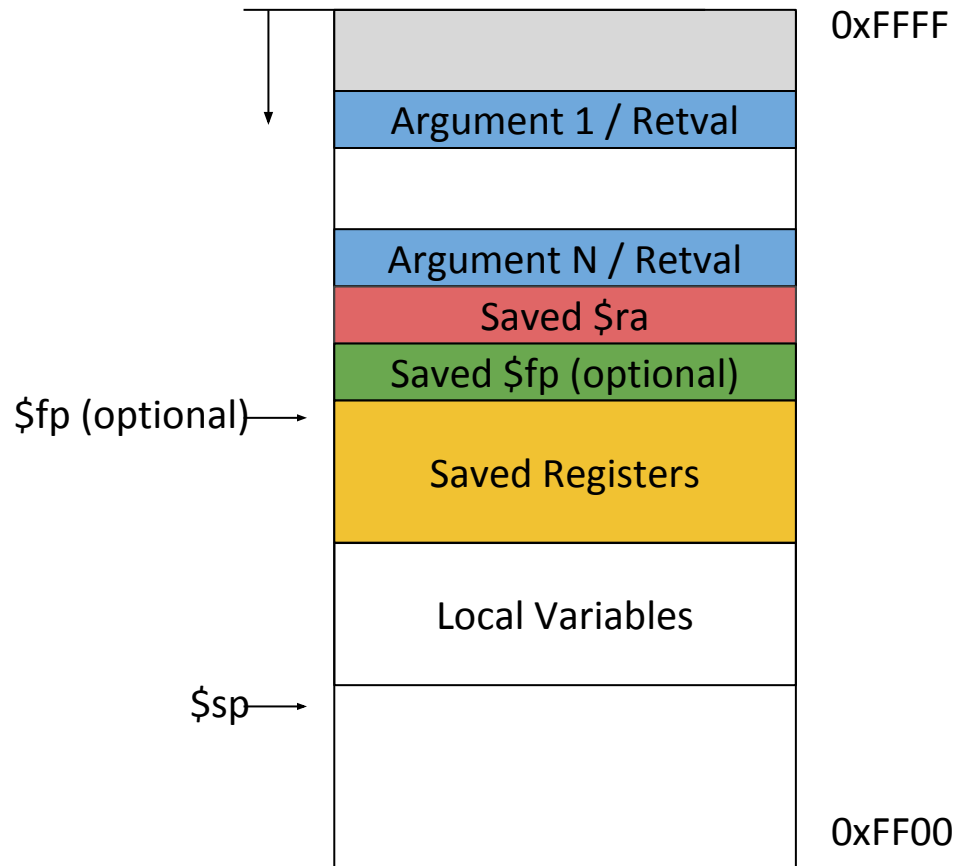 0xFFFF
Argument 1 / Retval
Argument N / Retval
Saved $ra
Saved $fp (optional)
$fp (optional)
Saved Registers
Local Variables
$sp
0xFF00